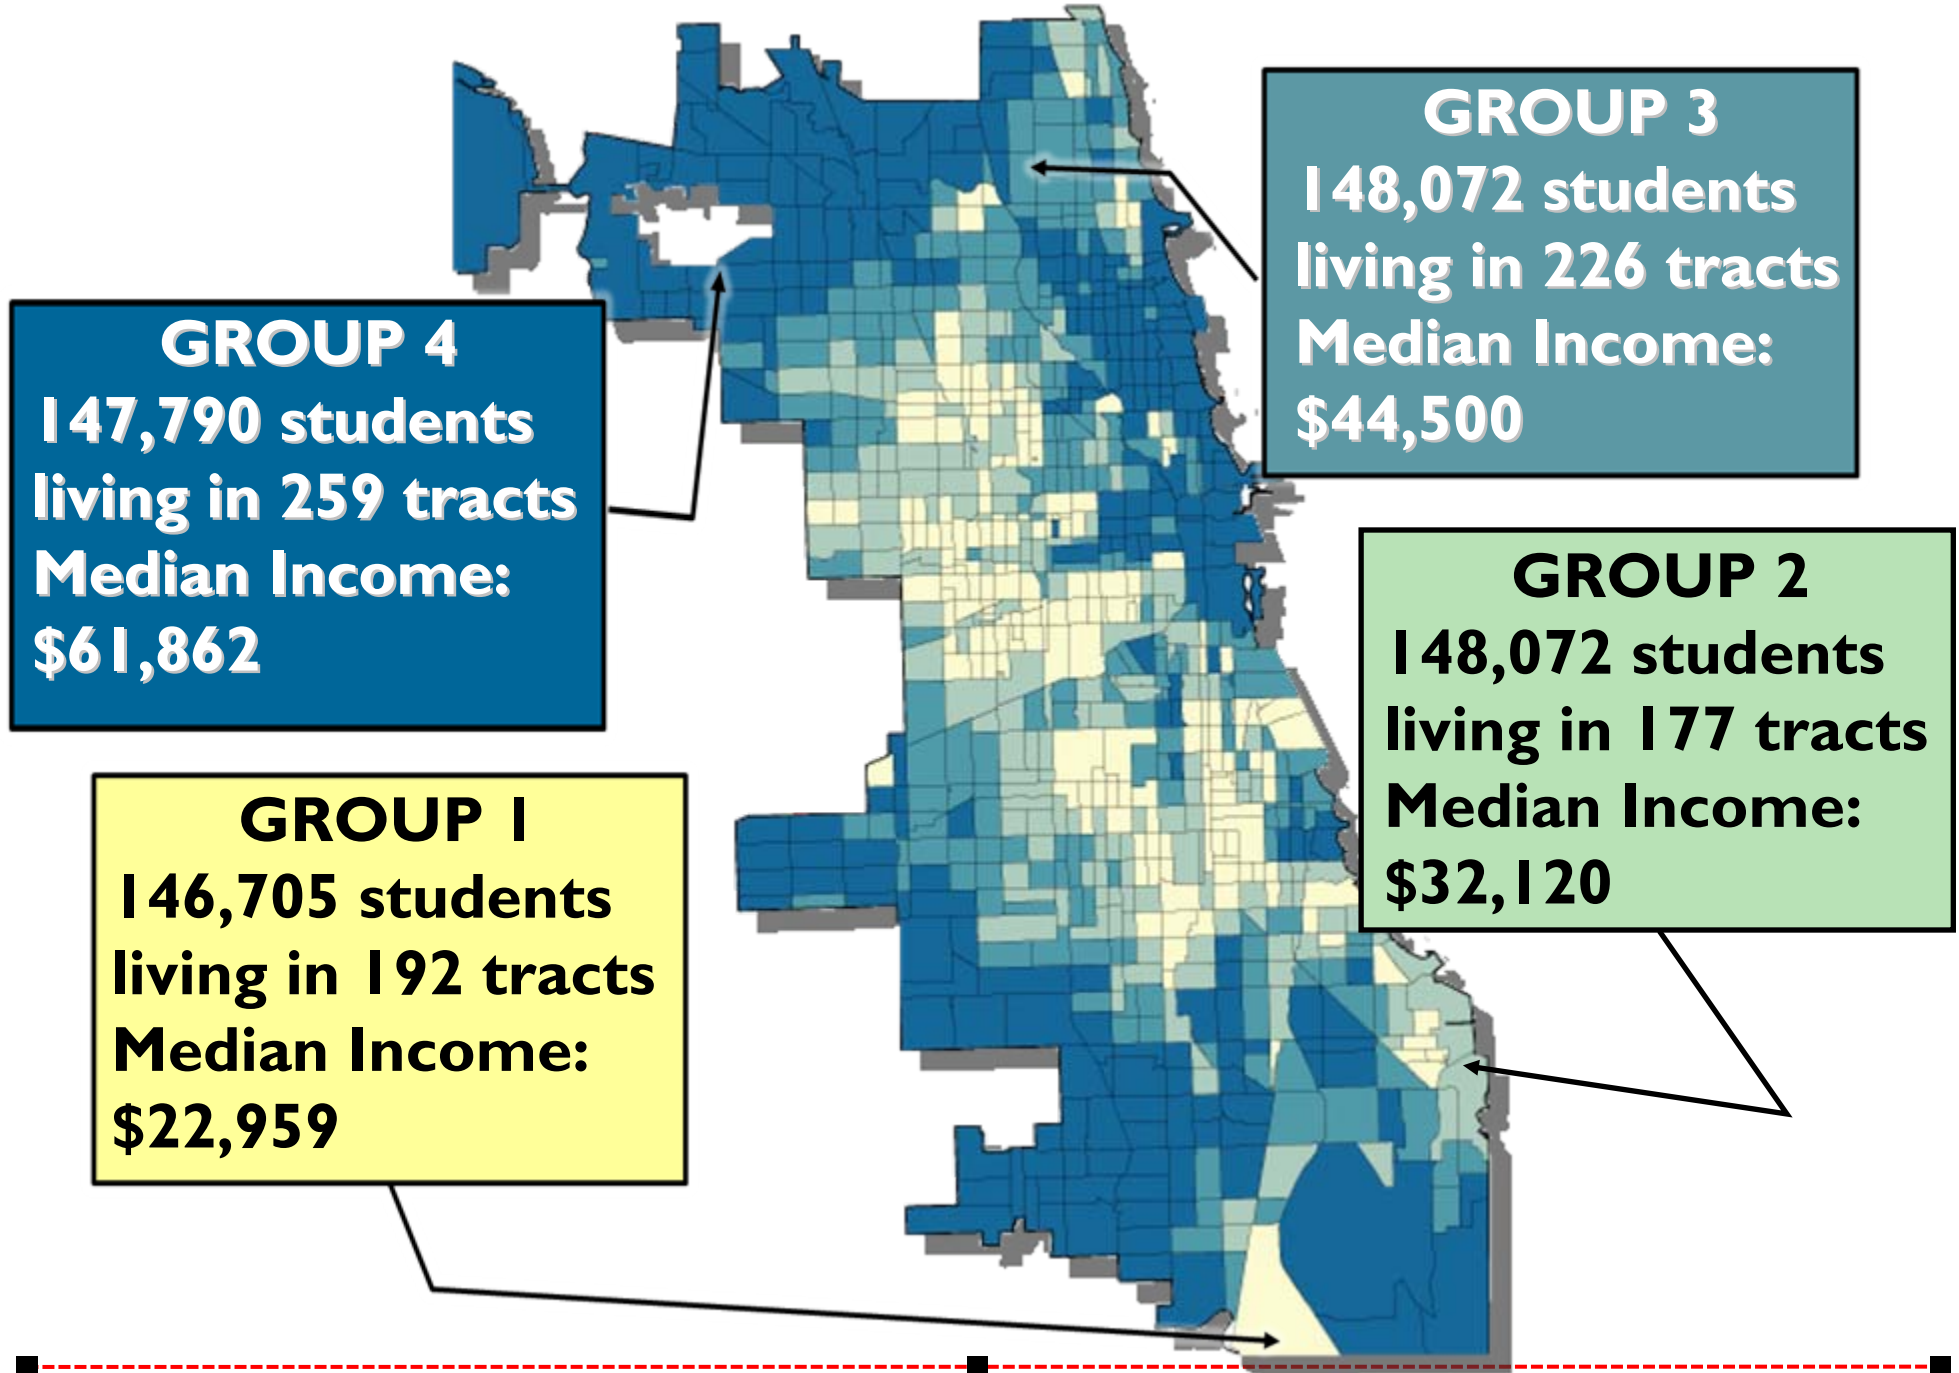 GROUP 3
148,072 students
living in 226 tracts
Median Income:
$44,500
GROUP 4
147,790 students
living in 259 tracts
Median Income:
$61,862
GROUP 2
148,072 students
living in 177 tracts
Median Income:
$32,120
GROUP 1
146,705 students
living in 192 tracts
Median Income:
$22,959